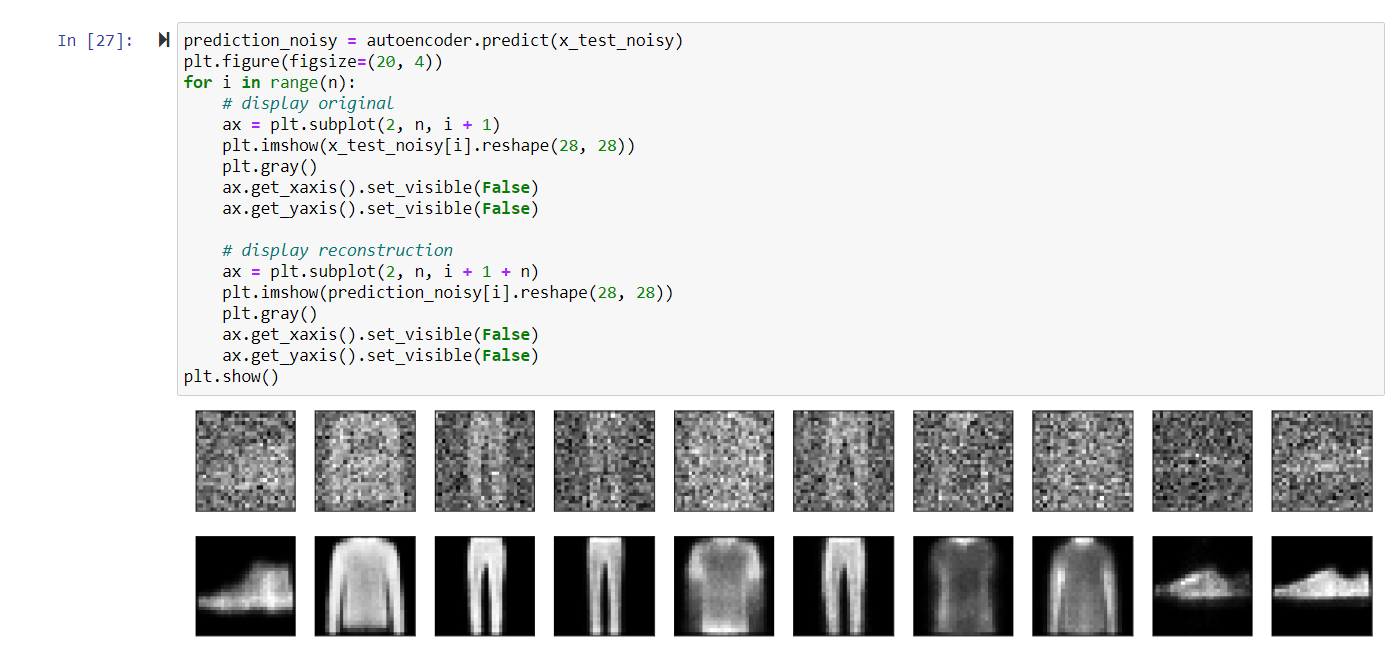 In [27]:
prediction_noisy = autoencoder.predict(x_test_noisy)
plt.figure(figsize=(20, 4))
for i in range(n):
    # display original
    ax = plt.subplot(2, n, i + 1)
    plt.imshow(x_test_noisy[i].reshape(28, 28))
    plt.gray()
    ax.get_xaxis().set_visible(False)
    ax.get_yaxis().set_visible(False)

    # display reconstruction
    ax = plt.subplot(2, n, i + 1 + n)
    plt.imshow(prediction_noisy[i].reshape(28, 28))
    plt.gray()
    ax.get_xaxis().set_visible(False)
    ax.get_yaxis().set_visible(False)
plt.show()